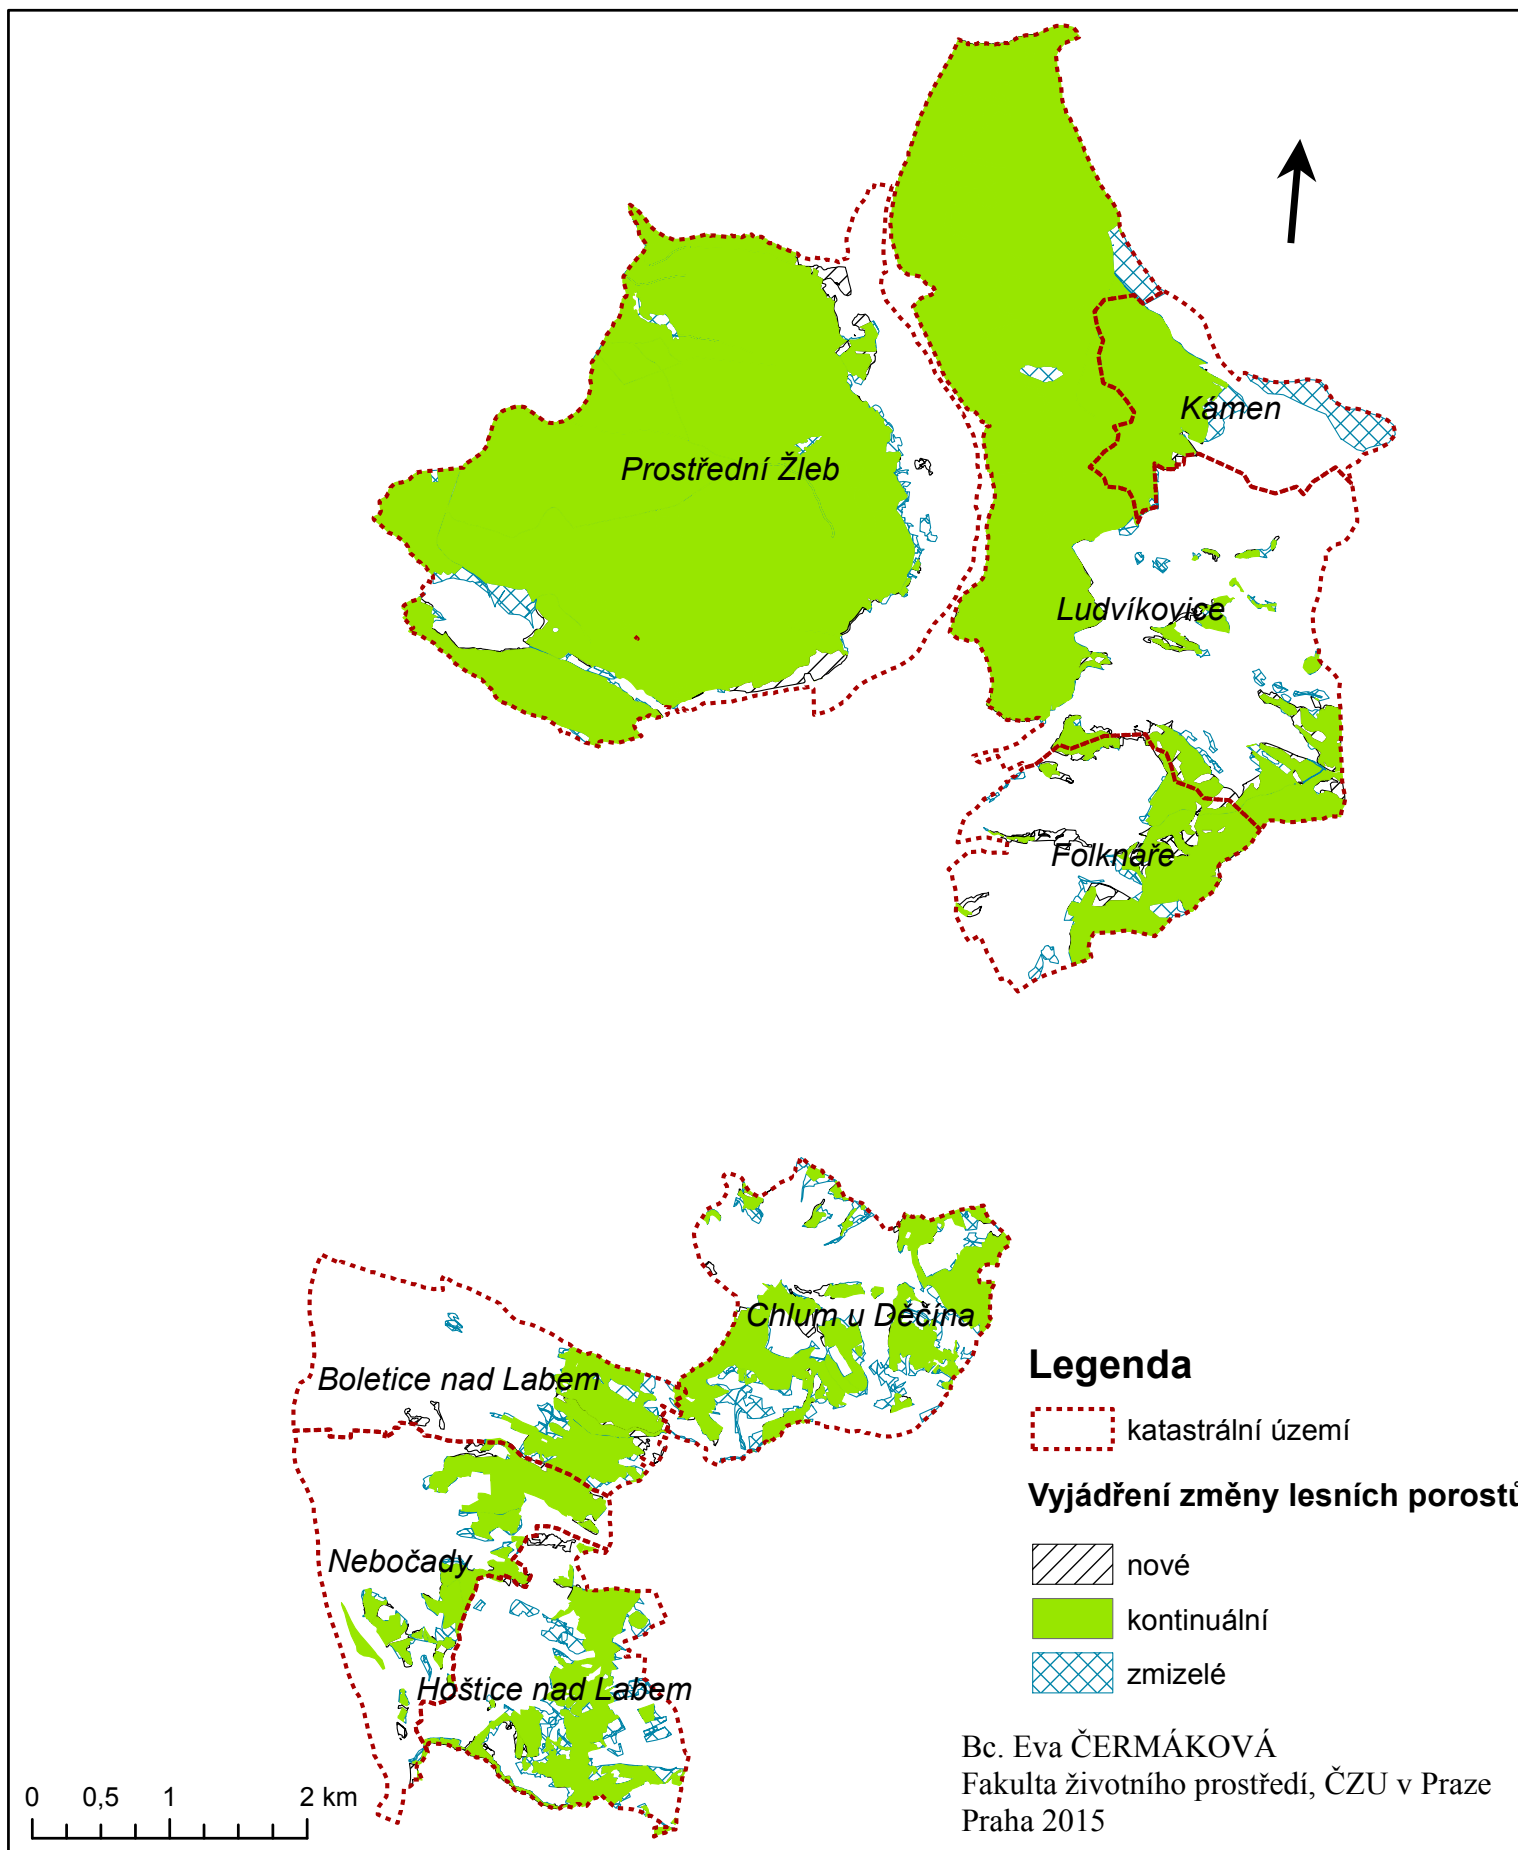 Kámen
Prostřední Žleb
Ludvíkovice
Folknáře
Chlum u Děčína
Boletice nad Labem
Nebočady
Hoštice nad Labem
Legenda
katastrální území
Vyjádření změny lesních porostů
nové
kontinuální
zmizelé
Bc. Eva ČERMÁKOVÁ
Fakulta životního prostředí, ČZU v Praze
Praha 2015
0 0,5 1 2 km